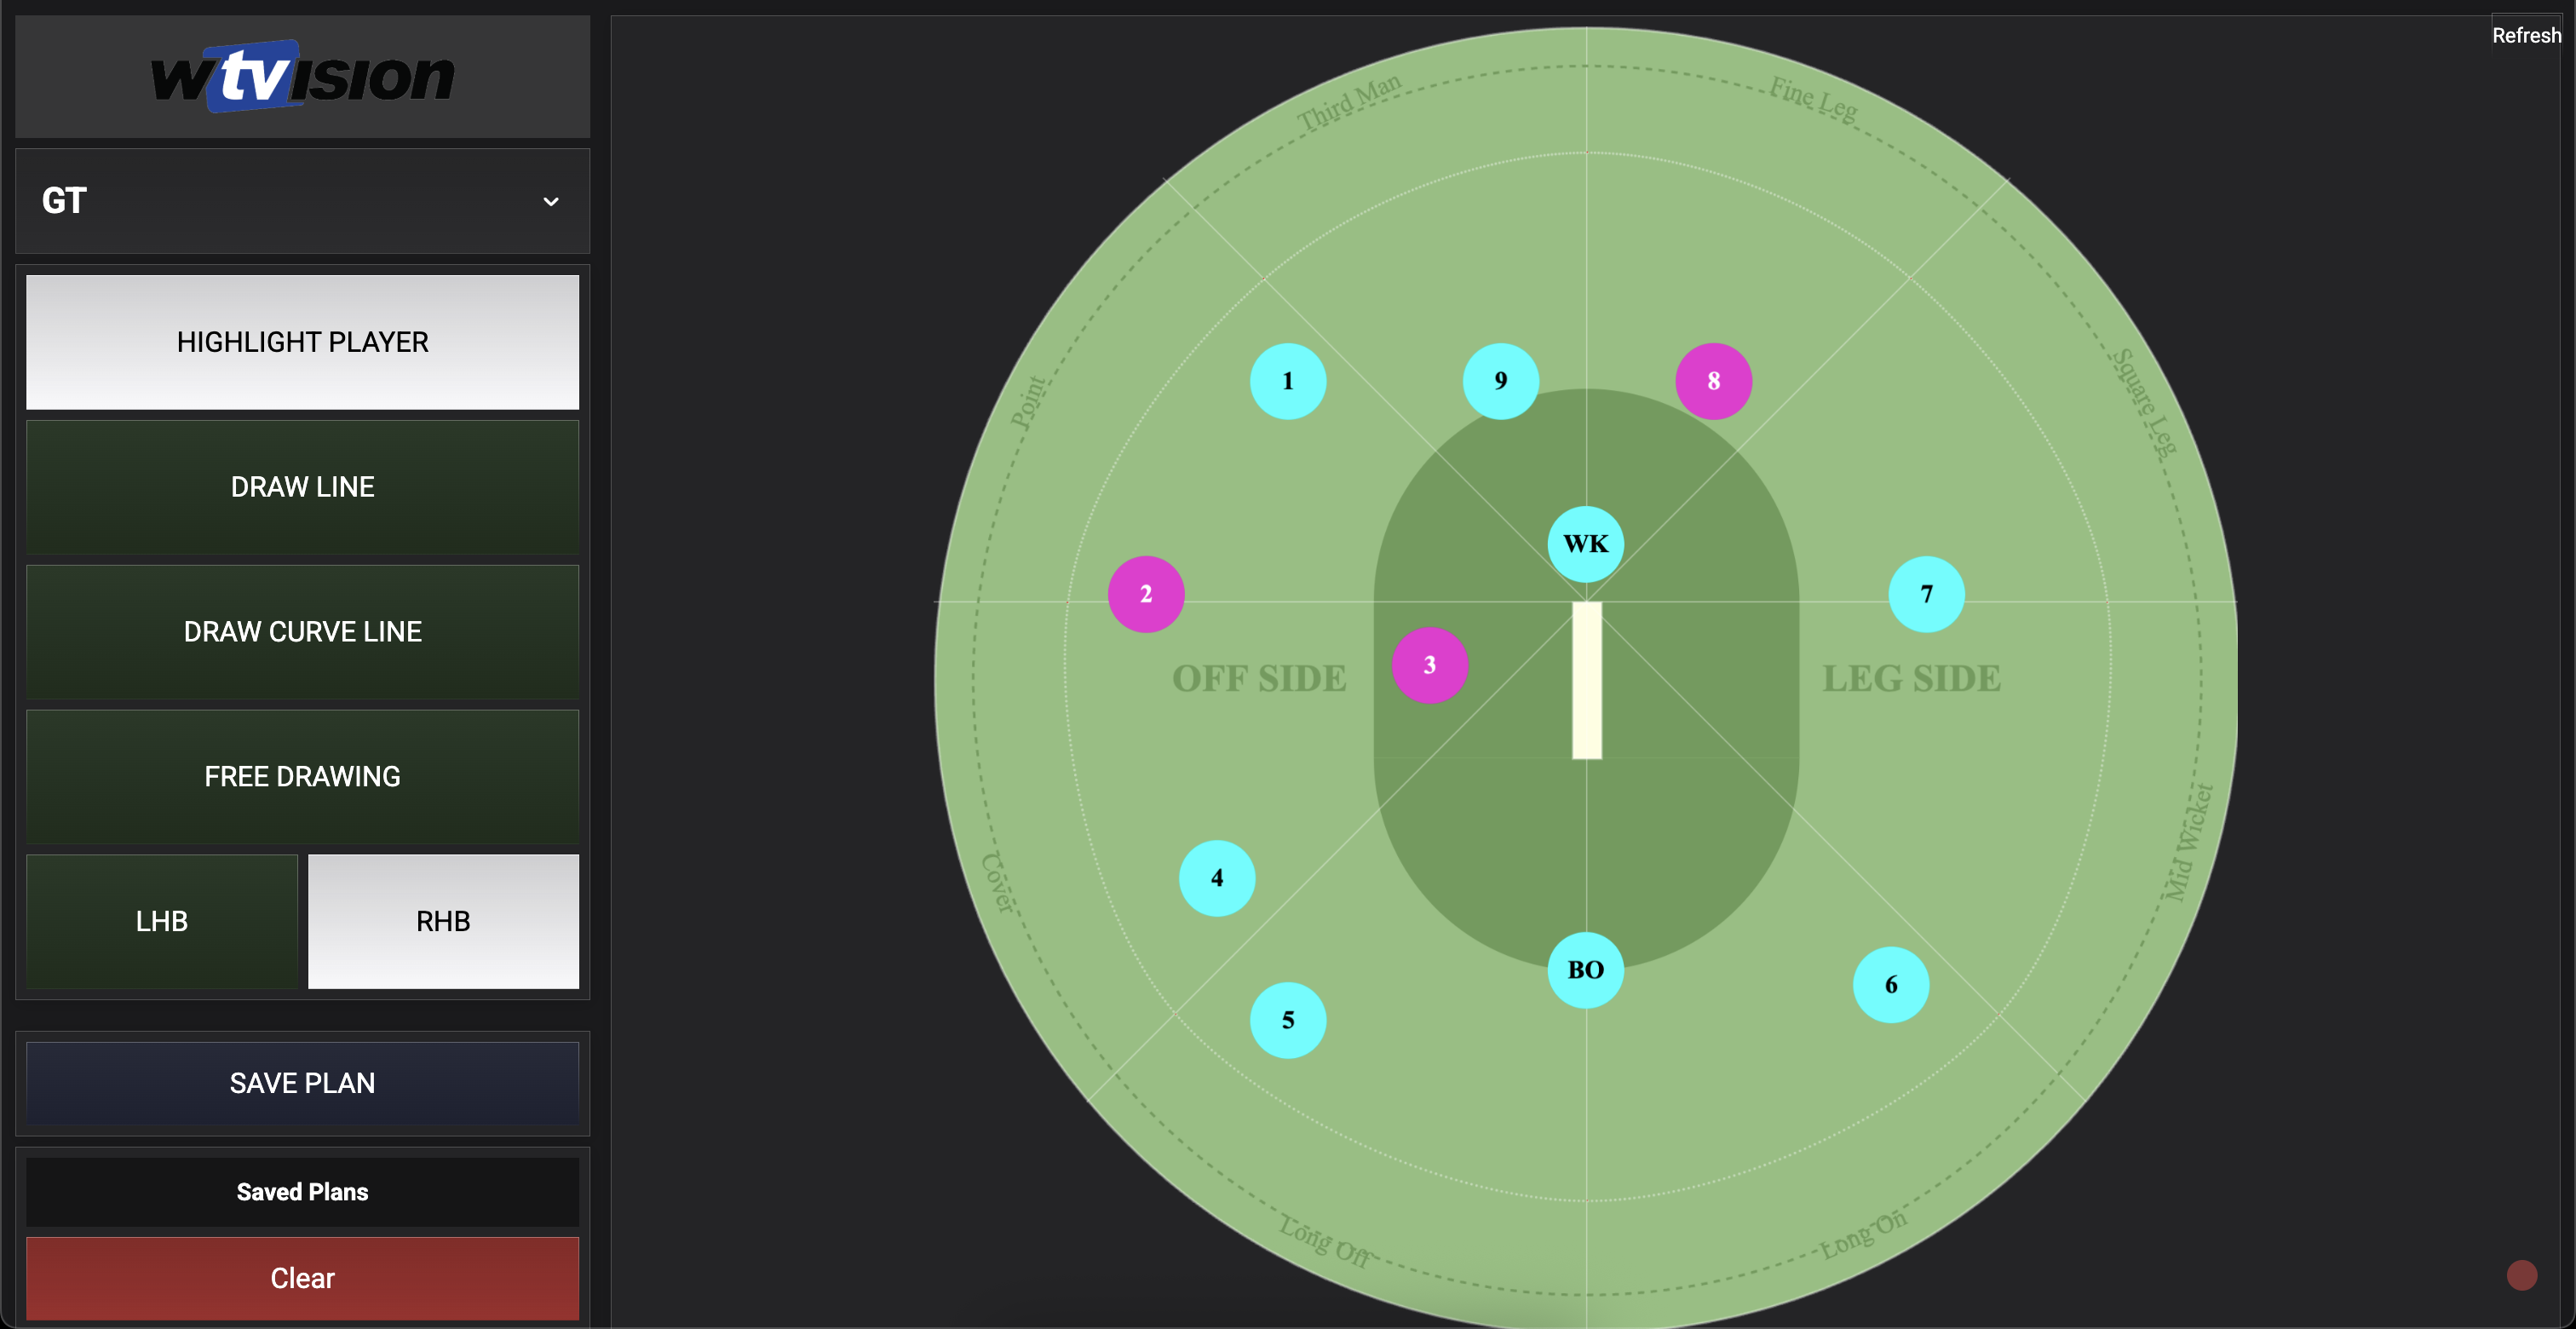 wtvision
GT
HIGHLIGHT PLAYER
DRAW LINE
DRAW CURVE LINE
FREE DRAWING
LHB
RHB
SAVE PLAN
Saved Plans
Clear
Refresh
Third Man
Fine Leg
Point
Square Leg
1
9
8
WK
2
7
3
OFF SIDE
LEG SIDE
4
Cover
Mid Wicket
BO
6
5
Long Off
Long On